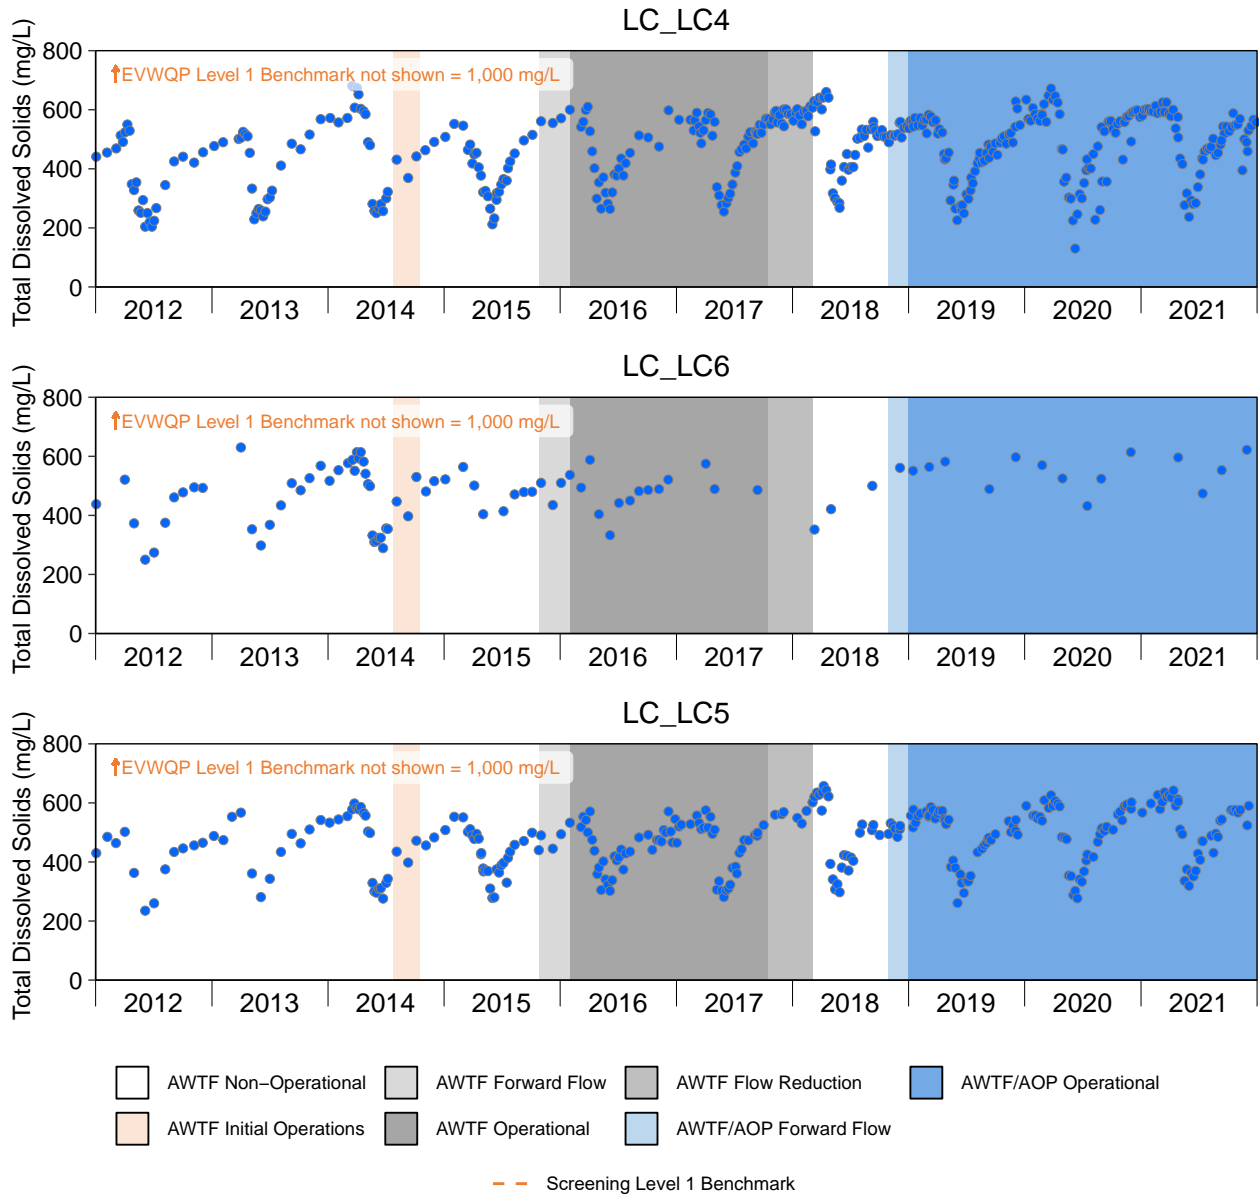 LC_LC4
Total Dissolved Solids (mg/L)
800
600
400
200
0
EVWQP Level 1 Benchmark not shown = 1,000 mg/L
2012 2013 2014 2015 2016 2017 2018 2019 2020 2021
LC_LC6
Total Dissolved Solids (mg/L)
800
600
400
200
0
EVWQP Level 1 Benchmark not shown = 1,000 mg/L
2012 2013 2014 2015 2016 2017 2018 2019 2020 2021
LC_LC5
Total Dissolved Solids (mg/L)
800
600
400
200
0
EVWQP Level 1 Benchmark not shown = 1,000 mg/L
2012 2013 2014 2015 2016 2017 2018 2019 2020 2021
AWTF Non−Operational AWTF Forward Flow AWTF Flow Reduction AWTF/AOP Operational
AWTF Initial Operations AWTF Operational AWTF/AOP Forward Flow
Screening Level 1 Benchmark